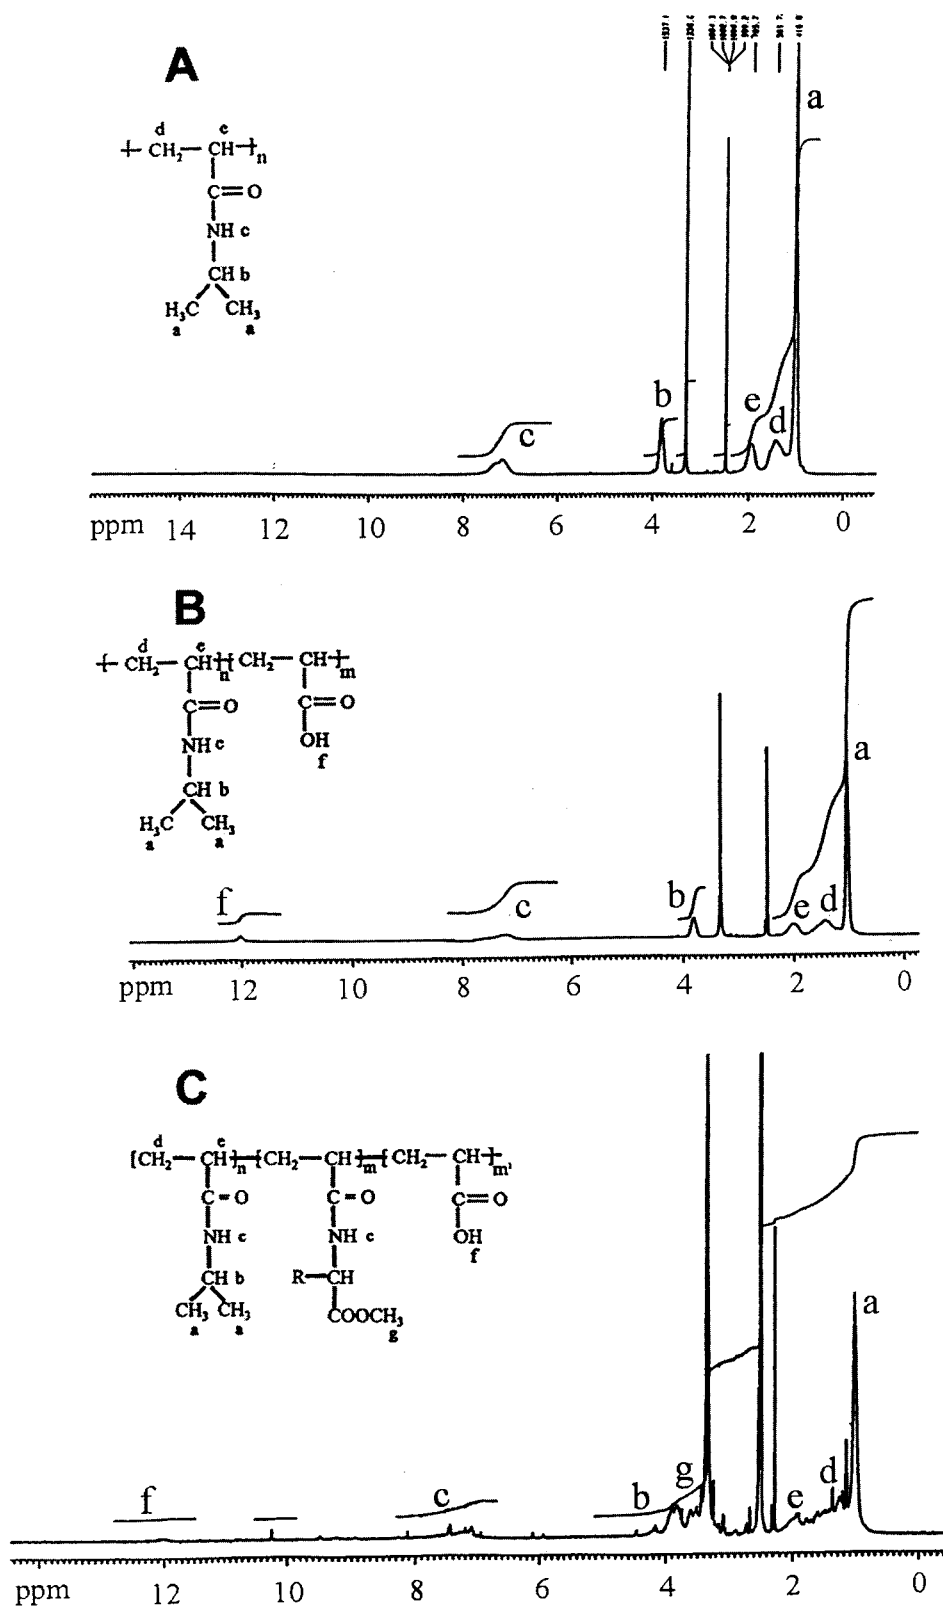 A
a
d e
CH₂ CH n
C=O
NH c
CH b
H₃C CH₃
a a
b
c
e
d
ppm 14 12 10 8 6 4 2 0
B
d e
CH₂ CH n CH₂ CH m
C=O C=O
NH c OH
f
CH b
H₃C CH₃
a a
a
f
c
b
e
d
ppm 12 10 8 6 4 2 0
C
d e
[CH₂ CH]n [CH₂ CH]m [CH₂ CH m'
C=O C=O C=O
NH c NH c OH
f
CH b R CH
CH₃ CH₃ COOCH₃
a a g
a
f
c
b
g
e
d
ppm 12 10 8 6 4 2 0